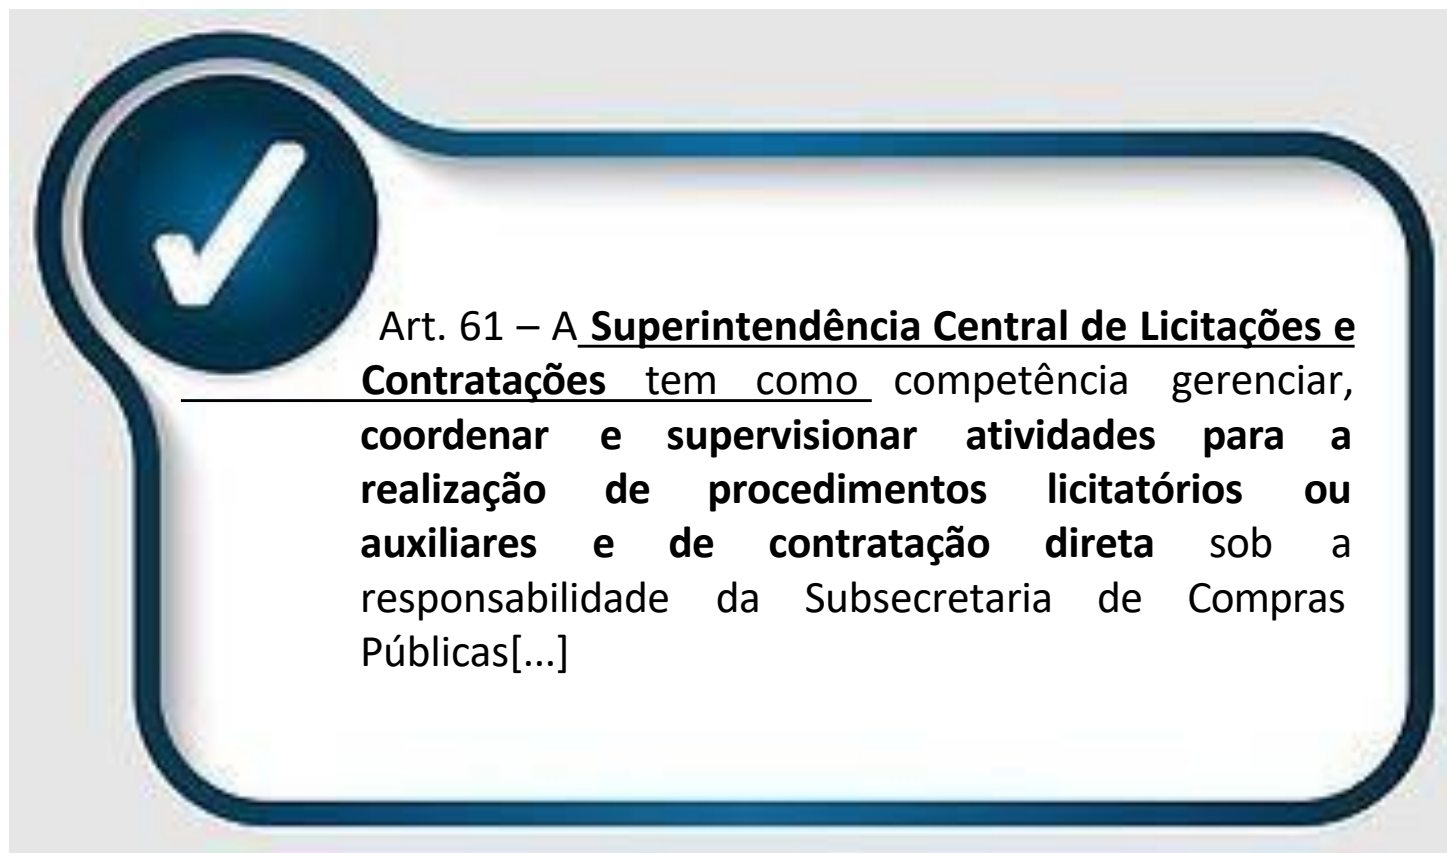 Art. 61 – A Superintendência Central de Licitações e
Contratações tem como competência gerenciar,
coordenar e supervisionar atividades para a
realização de procedimentos licitatórios ou
auxiliares e de contratação direta sob a
responsabilidade da Subsecretaria de Compras
Públicas[...]